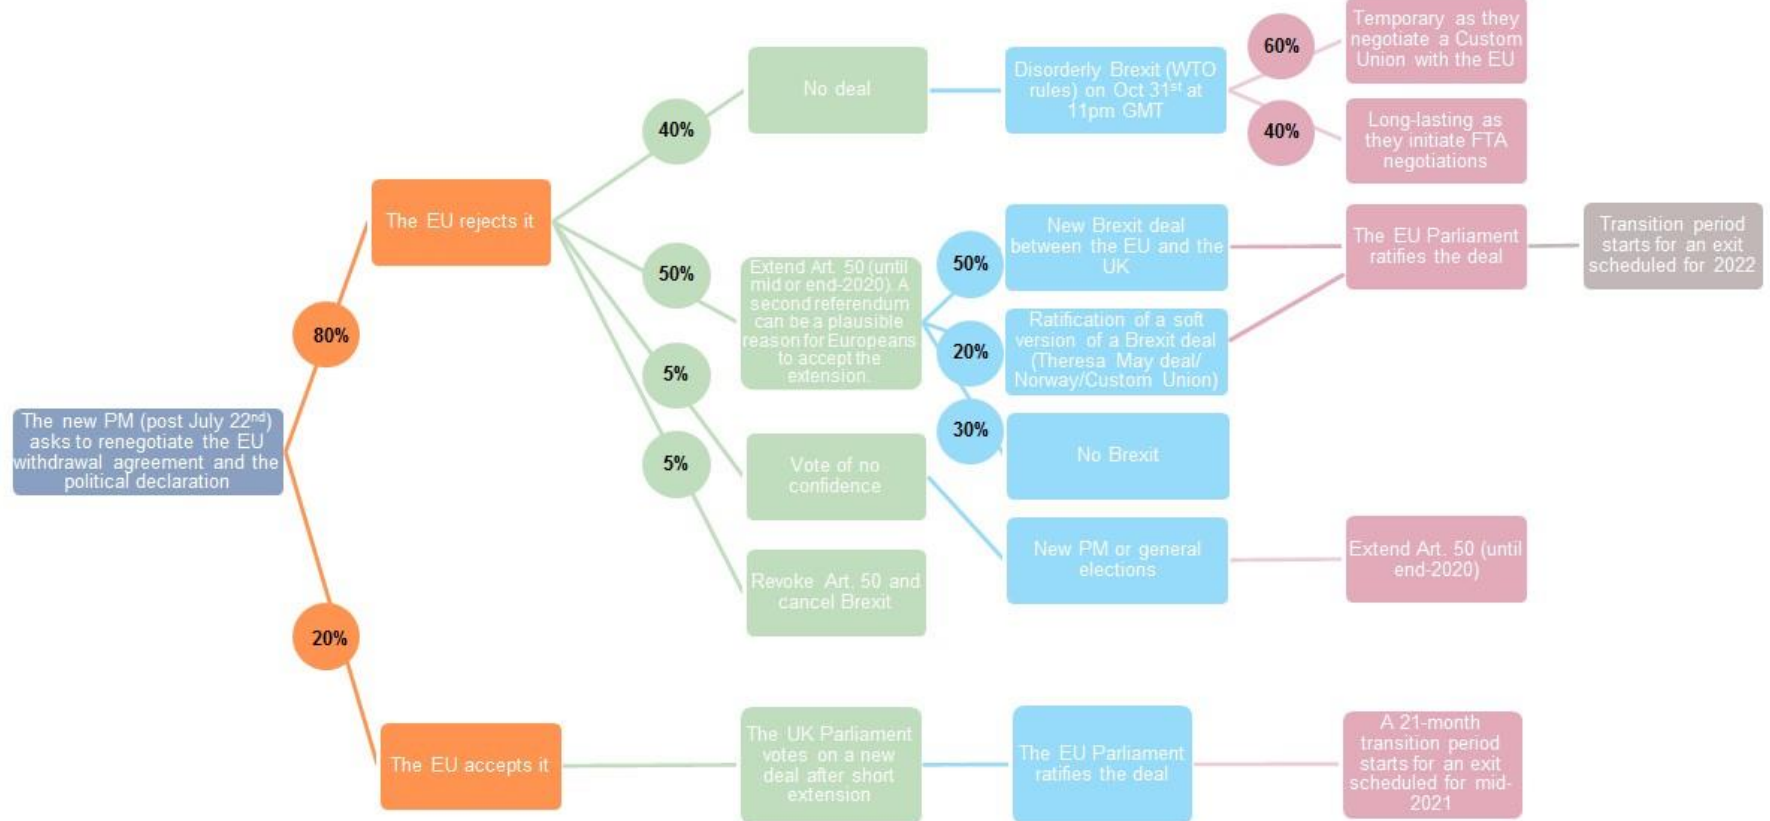 The new PM (post July 22nd)
asks to renegotiate the EU
withdrawal agreement and the
political declaration
80%
20%
The EU rejects it
The EU accepts it
40%
50%
5%
5%
No deal
Extend Art. 50 (until
mid or end-2020). A
second referendum
can be a plausible
reason for Europeans
to accept the
extension.
Vote of no
confidence
Revoke Art. 50 and
cancel Brexit
The UK Parliament
votes on a new
deal after short
extension
50%
20%
30%
Disorderly Brexit (WTO
rules) on Oct 31st at
11pm GMT
New Brexit deal
between the EU and the
UK
Ratification of a soft
version of a Brexit deal
(Theresa May deal/
Norway/Custom Union)
No Brexit
New PM or general
elections
The EU Parliament
ratifies the deal
60%
40%
Temporary as they
negotiate a Custom
Union with the EU
Long-lasting as
they initiate FTA
negotiations
The EU Parliament
ratifies the deal
Extend Art. 50 (until
end-2020)
A 21-month
transition period
starts for an exit
scheduled for mid-
2021
Transition period
starts for an exit
scheduled for 2022